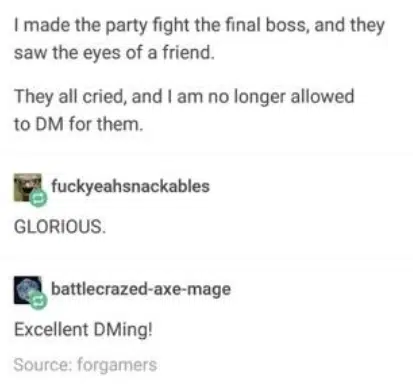 I made the party fight the final boss, and they
saw the eyes of a friend.
They all cried, and I am no longer allowed
to DM for them.
fuckyeahsnackables
GLORIOUS.
battlecrazed-axe-mage
Excellent DMing!
Source: forgamers